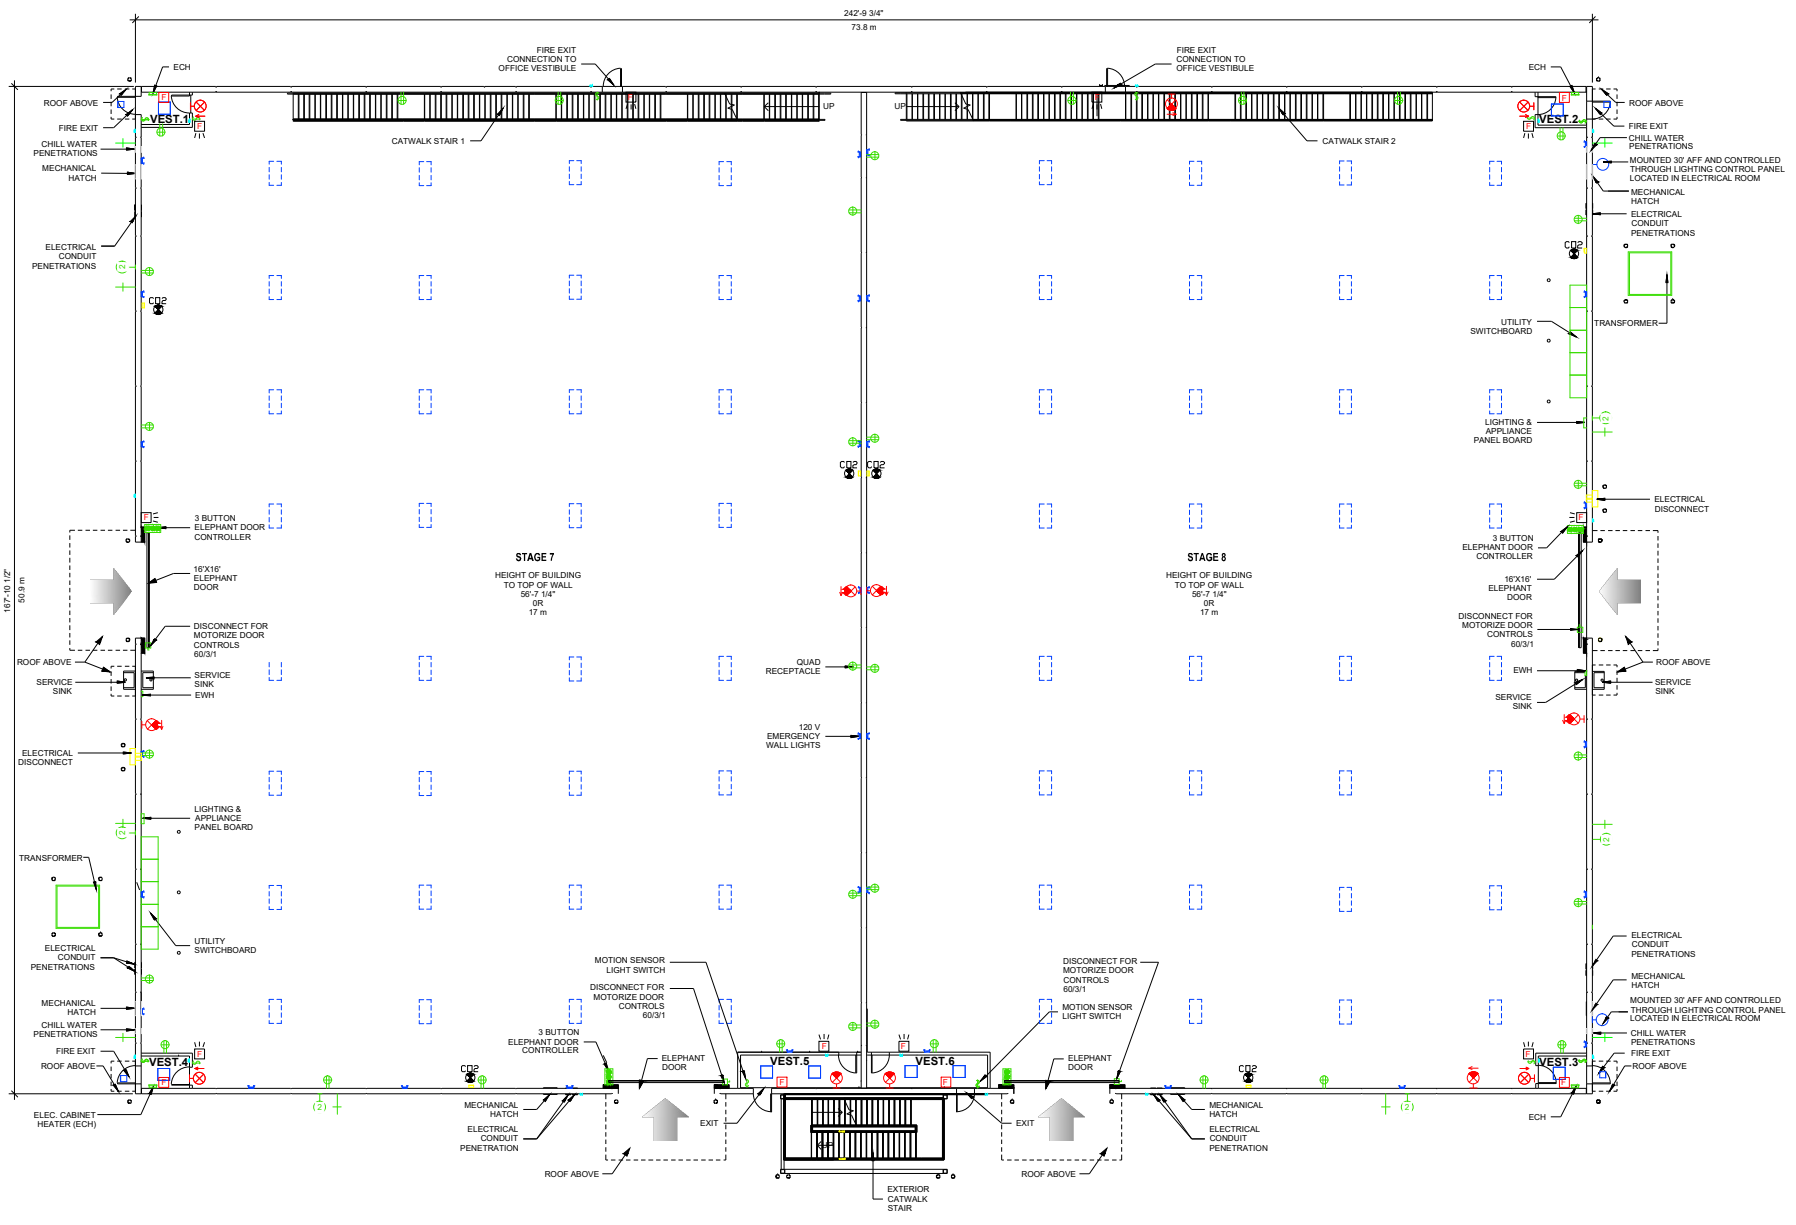 242'-9 3/4"
73.8 m
FIRE EXIT
CONNECTION TO
OFFICE VESTIBULE
FIRE EXIT
CONNECTION TO
OFFICE VESTIBULE
ECH
ECH
ROOF ABOVE
FIRE EXIT
CHILL WATER
PENETRATIONS
MECHANICAL
HATCH
ELECTRICAL
CONDUIT
PENETRATIONS
F
VEST.1
F
F
UP
CATWALK STAIR 1
UP
F
CATWALK STAIR 2
F
VEST.2
F
ROOF ABOVE
FIRE EXIT
CHILL WATER
PENETRATIONS
MOUNTED 30' AFF AND CONTROLLED
THROUGH LIGHTING CONTROL PANEL
LOCATED IN ELECTRICAL ROOM
MECHANICAL
HATCH
ELECTRICAL
CONDUIT
PENETRATIONS
(2)
CO2
CO2
UTILITY
SWITCHBOARD
TRANSFORMER
LIGHTING &
APPLIANCE
PANEL BOARD
(2)
CO2
CO2
ELECTRICAL
DISCONNECT
F
3 BUTTON
ELEPHANT DOOR
CONTROLLER
16'X16'
ELEPHANT
DOOR
DISCONNECT FOR
MOTORIZE DOOR
CONTROLS
60/3/1
167'-10 1/2"
50.9 m
STAGE 7
HEIGHT OF BUILDING
TO TOP OF WALL
56'-7 1/4"
OR
17 m
STAGE 8
HEIGHT OF BUILDING
TO TOP OF WALL
56'-7 1/4"
OR
17 m
F
3 BUTTON
ELEPHANT DOOR
CONTROLLER
16'X16'
ELEPHANT
DOOR
DISCONNECT FOR
MOTORIZE DOOR
CONTROLS
60/3/1
ROOF ABOVE
SERVICE
SINK
SERVICE
SINK
EWH
QUAD
RECEPTACLE
EWH
SERVICE
SINK
ROOF ABOVE
SERVICE
SINK
120 V
EMERGENCY
WALL LIGHTS
ELECTRICAL
DISCONNECT
LIGHTING &
APPLIANCE
PANEL BOARD
(2)
(2)
TRANSFORMER
UTILITY
SWITCHBOARD
ELECTRICAL
CONDUIT
PENETRATIONS
MECHANICAL
HATCH
CHILL WATER
PENETRATIONS
FIRE EXIT
ROOF ABOVE
ELEC. CABINET
HEATER (ECH)
F
VEST.4
F
(2)
CO2
MOTION SENSOR
LIGHT SWITCH
DISCONNECT FOR
MOTORIZE DOOR
CONTROLS
60/3/1
3 BUTTON
ELEPHANT DOOR
CONTROLLER
ELEPHANT
DOOR
F
VEST.5
F
F
VEST.6
F
DISCONNECT FOR
MOTORIZE DOOR
CONTROLS
60/3/1
MOTION SENSOR
LIGHT SWITCH
ELEPHANT
DOOR
CO2
F
VEST.3
F
ELECTRICAL
CONDUIT
PENETRATIONS
MECHANICAL
HATCH
MOUNTED 30' AFF AND CONTROLLED
THROUGH LIGHTING CONTROL PANEL
LOCATED IN ELECTRICAL ROOM
CHILL WATER
PENETRATIONS
FIRE EXIT
ROOF ABOVE
ECH
MECHANICAL
HATCH
ELECTRICAL
CONDUIT
PENETRATION
EXIT
UP
EXIT
MECHANICAL
HATCH
ELECTRICAL
CONDUIT
PENETRATION
(2)
ROOF ABOVE
ROOF ABOVE
EXTERIOR
CATWALK
STAIR